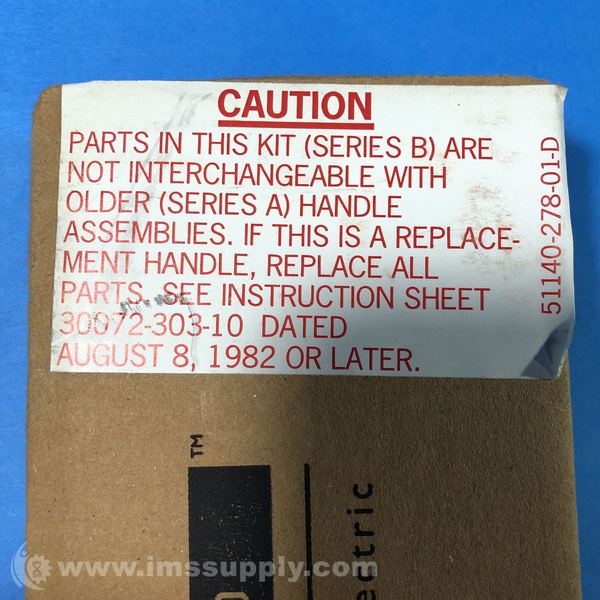 CAUTION
PARTS IN THIS KIT (SERIES B) ARE
NOT INTERCHANGEABLE WITH
OLDER (SERIES A) HANDLE
ASSEMBLIES. IF THIS IS A REPLACE-
MENT HANDLE, REPLACE ALL
PARTS. SEE INSTRUCTION SHEET
30072-303-10 DATED
AUGUST 8, 1982 OR LATER.
51140-278-01-D
TM
ectric
www.imssupply.com